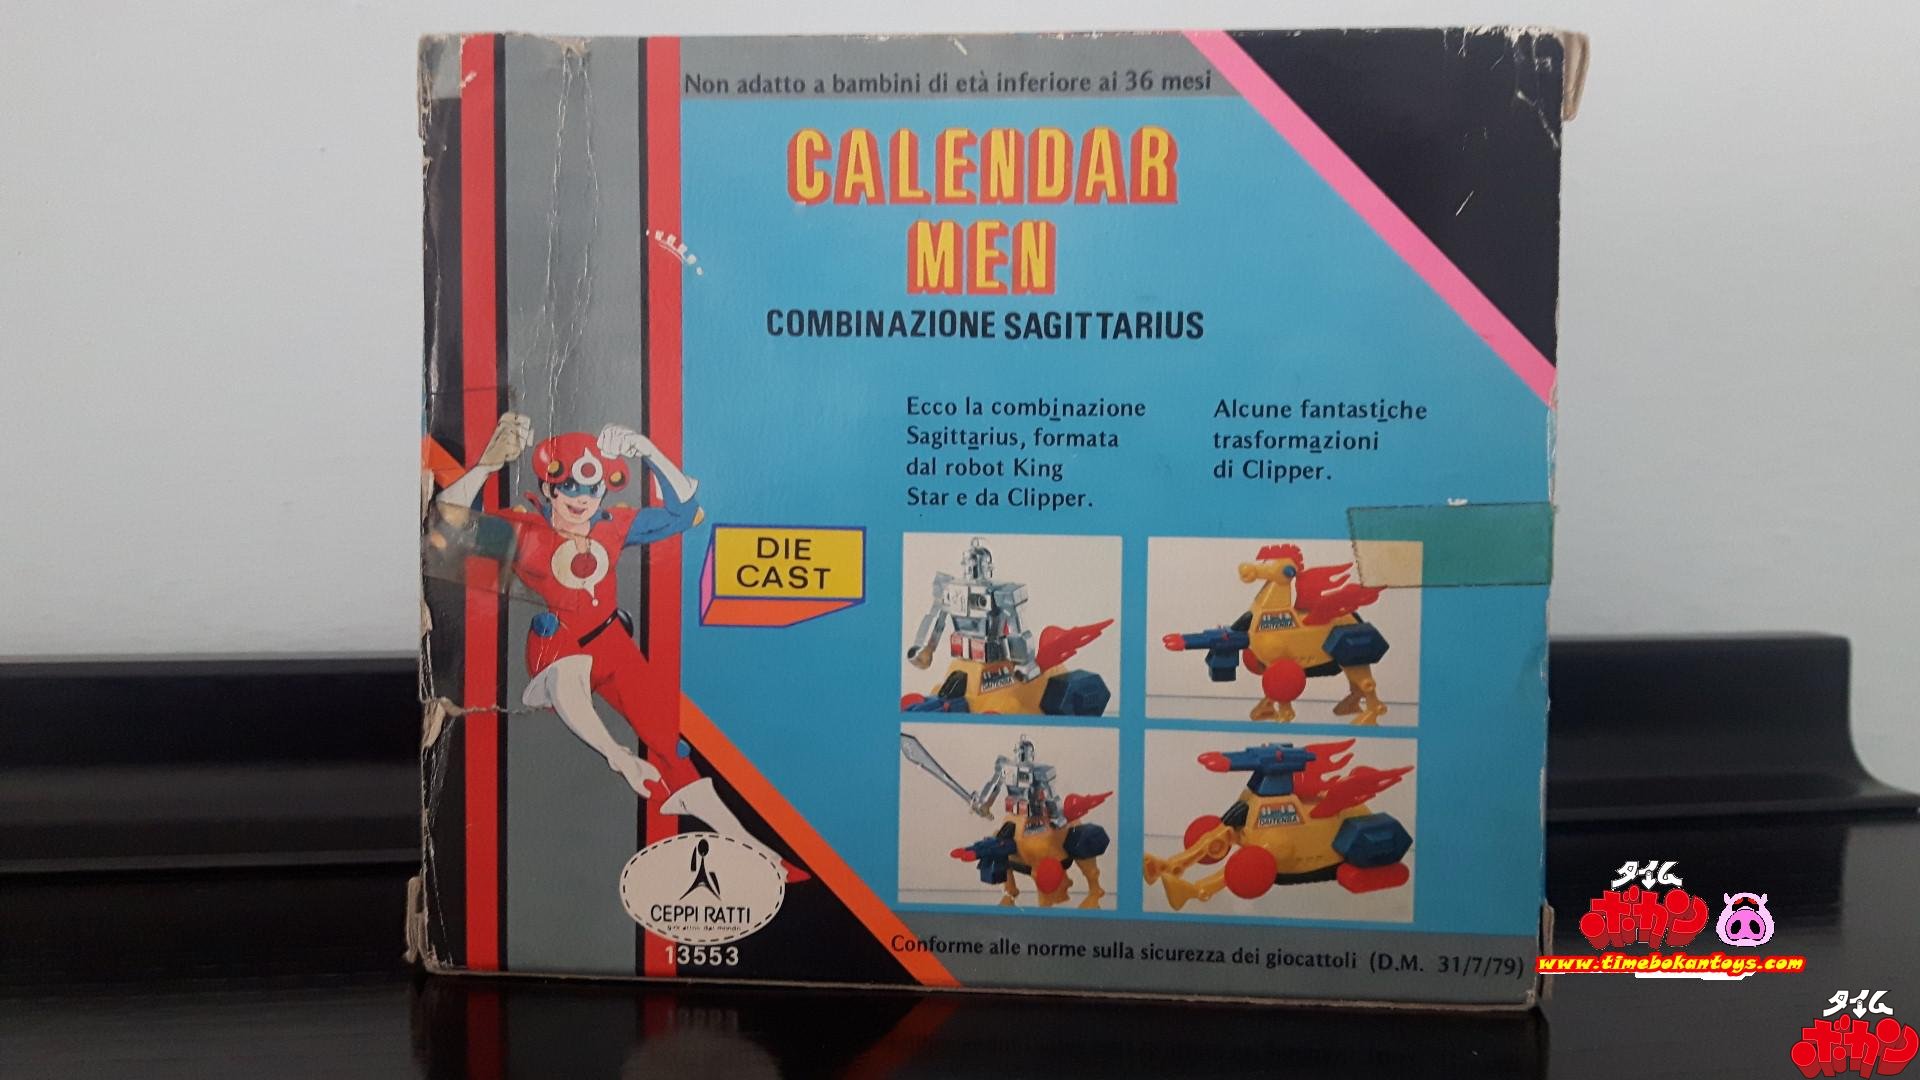 Non adatto a bambini di età inferiore ai 36 mesi
CALENDAR
MEN
COMBINAZIONE SAGITTARIUS
Ecco la combinazione
Sagittarius, formata
dal robot King
Star e da Clipper.
Alcune fantastiche
trasformazioni
di Clipper.
DIE
CAST
DAITENBA
DAITENBA
DAITENBA
CEPPI RATTI
13553
Conforme alle norme sulla sicurezza dei giocattoli (D.M. 31/7/79)
タイム
ボカン
www.timebokantoys.com
タイム
ボカン